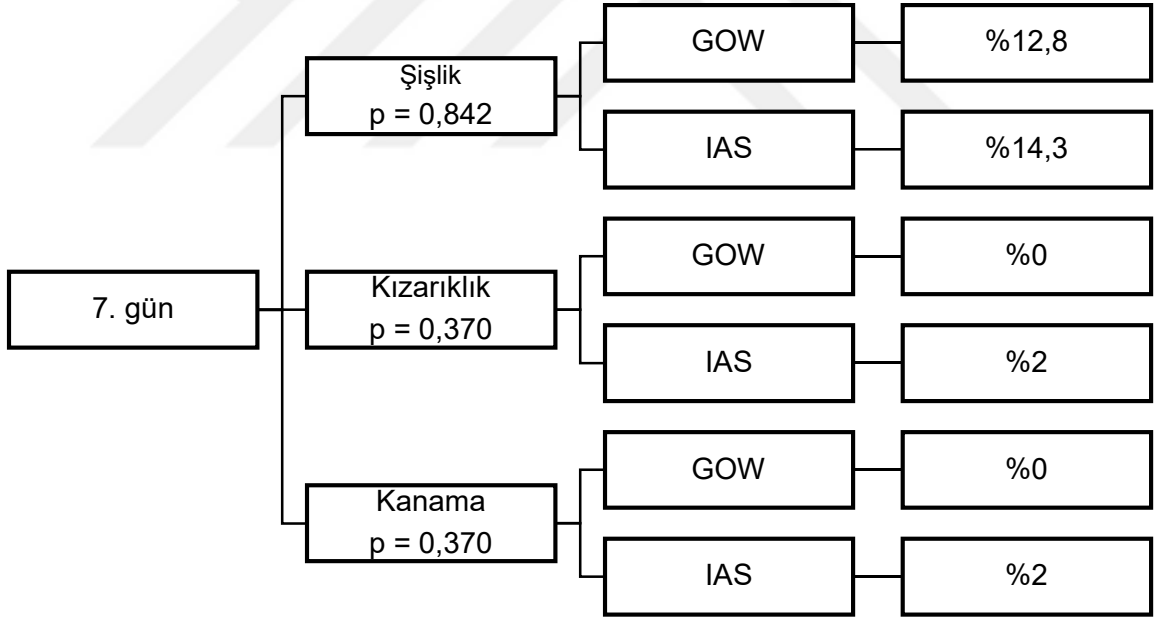 7. gün
Şişlik
p = 0,842
GOW
%12,8
IAS
%14,3
Kızarıklık
p = 0,370
GOW
%0
IAS
%2
Kanama
p = 0,370
GOW
%0
IAS
%2